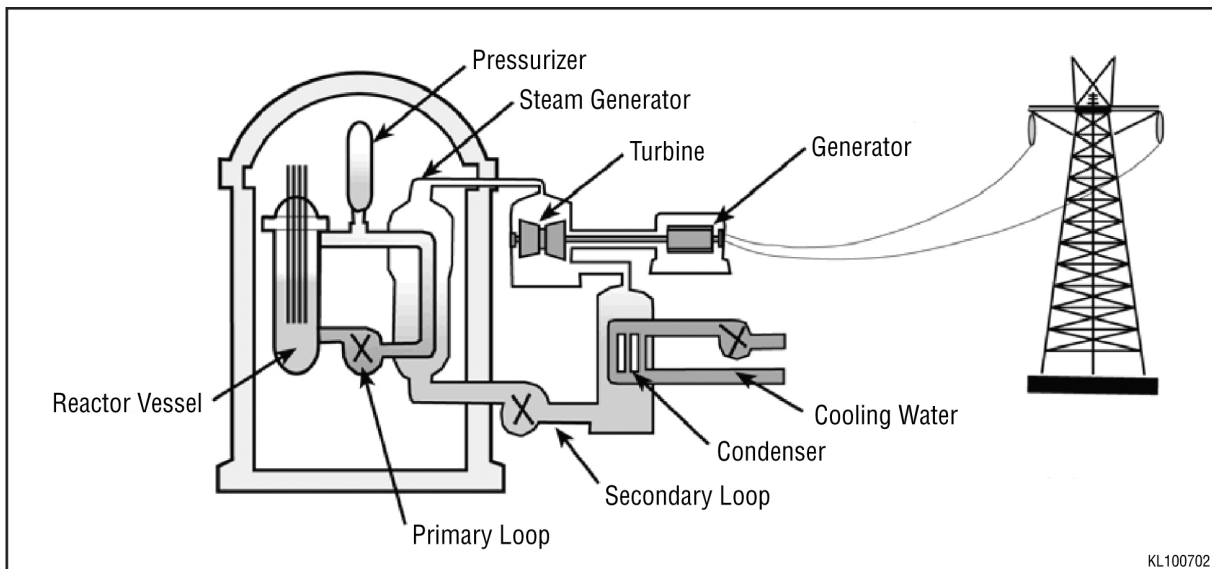 Pressurizer
Steam Generator
Turbine
Generator
Reactor Vessel
Cooling Water
Condenser
Secondary Loop
Primary Loop
KL100702